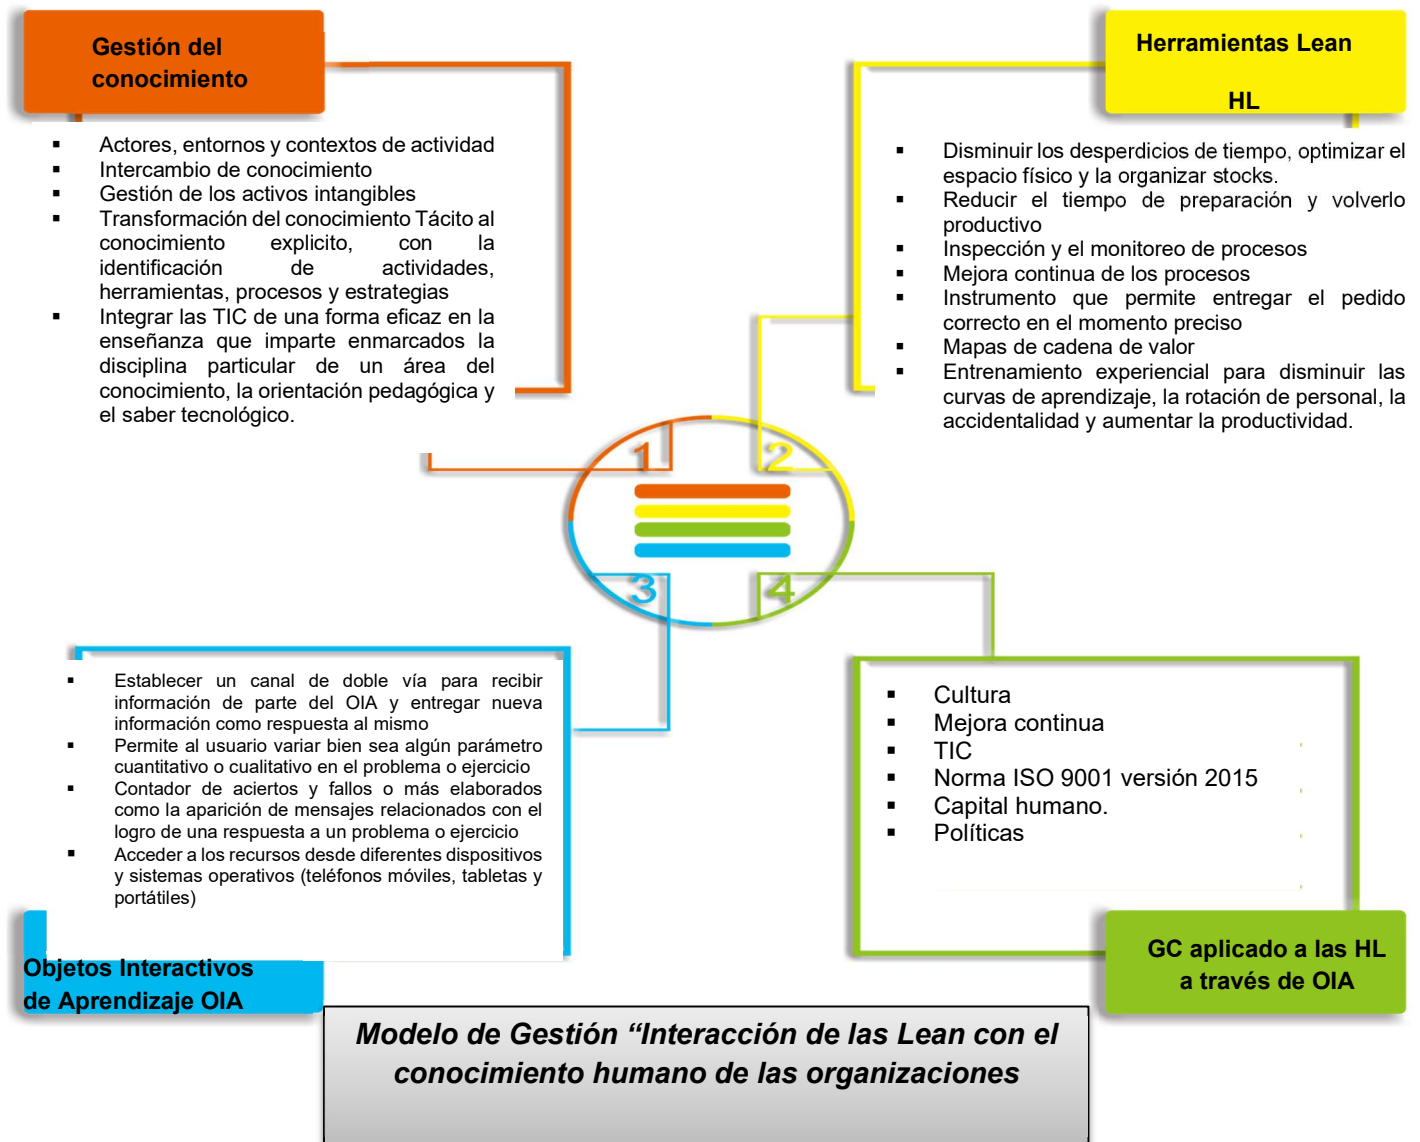 Gestión del
conocimiento
▪ Actores, entornos y contextos de actividad
▪ Intercambio de conocimiento
▪ Gestión de los activos intangibles
▪ Transformación del conocimiento Tácito al
conocimiento explicito, con la
identificación de actividades,
herramientas, procesos y estrategias
▪ Integrar las TIC de una forma eficaz en la
enseñanza que imparte enmarcados la
disciplina particular de un área del
conocimiento, la orientación pedagógica y
el saber tecnológico.
Herramientas Lean
HL
▪ Disminuir los desperdicios de tiempo, optimizar el
espacio físico y la organizar stocks.
▪ Reducir el tiempo de preparación y volverlo
productivo
▪ Inspección y el monitoreo de procesos
▪ Mejora continua de los procesos
▪ Instrumento que permite entregar el pedido
correcto en el momento preciso
▪ Mapas de cadena de valor
▪ Entrenamiento experiencial para disminuir las
curvas de aprendizaje, la rotación de personal, la
accidentalidad y aumentar la productividad.
1
2
3
4
▪ Establecer un canal de doble vía para recibir
información de parte del OIA y entregar nueva
información como respuesta al mismo
▪ Permite al usuario variar bien sea algún parámetro
cuantitativo o cualitativo en el problema o ejercicio
▪ Contador de aciertos y fallos o más elaborados
como la aparición de mensajes relacionados con el
logro de una respuesta a un problema o ejercicio
▪ Acceder a los recursos desde diferentes dispositivos
y sistemas operativos (teléfonos móviles, tabletas y
portátiles)
Objetos Interactivos
de Aprendizaje OIA
▪ Cultura
▪ Mejora continua
▪ TIC
▪ Norma ISO 9001 versión 2015
▪ Capital humano.
▪ Políticas
GC aplicado a las HL
a través de OIA
Modelo de Gestión “Interacción de las Lean con el
conocimiento humano de las organizaciones